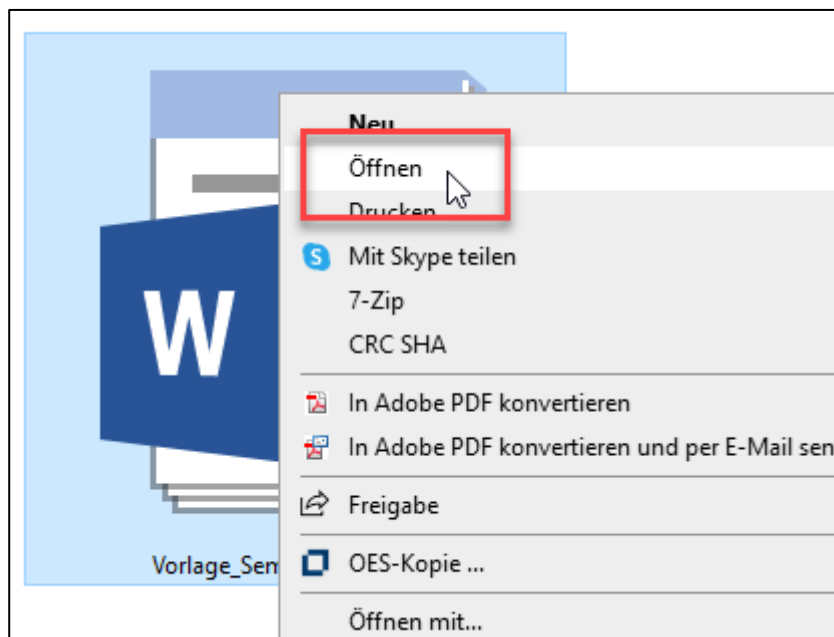 Neu
Öffnen
Drucken
Mit Skype teilen
7-Zip
CRC SHA
In Adobe PDF konvertieren
In Adobe PDF konvertieren und per E-Mail sen
Freigabe
Vorlage_Sem
OES-Kopie ...
Öffnen mit...
W